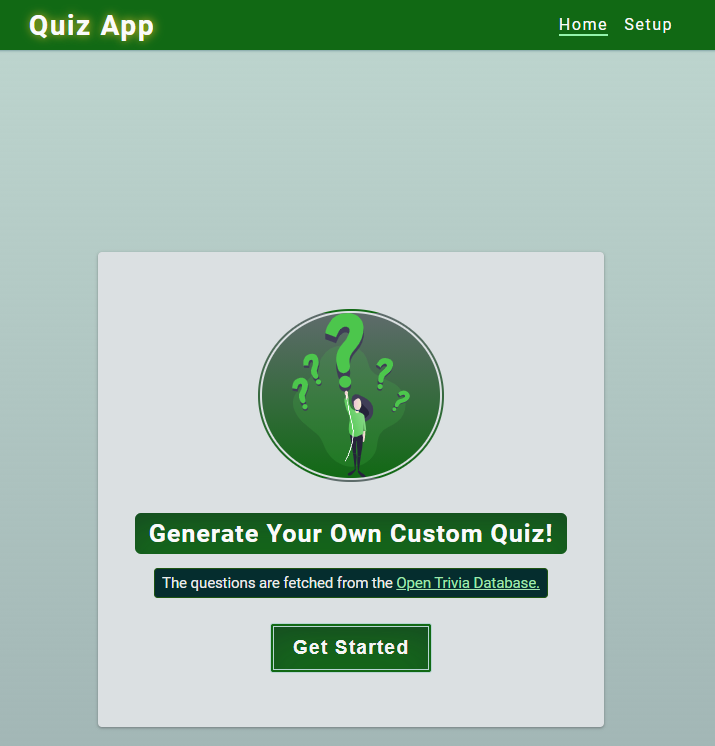 Quiz App
Home Setup
Generate Your Own Custom Quiz!
The questions are fetched from the Open Trivia Database.
Get Started